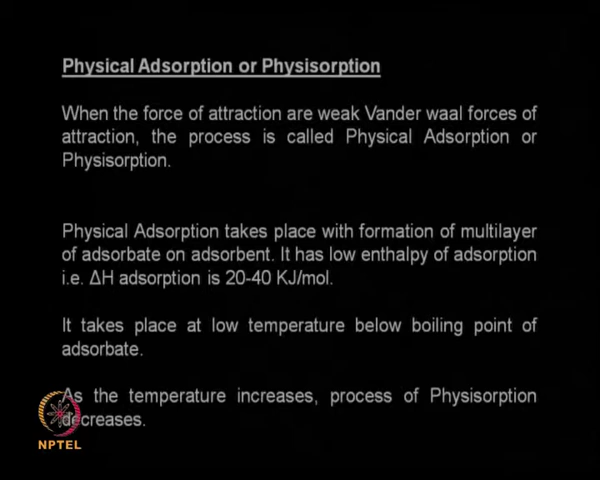 Physical Adsorption or Physisorption
When the force of attraction are weak Vander waal forces of
attraction, the process is called Physical Adsorption or
Physisorption.
Physical Adsorption takes place with formation of multilayer
of adsorbate on adsorbent. It has low enthalpy of adsorption
i.e. ΔH adsorption is 20-40 KJ/mol.
It takes place at low temperature below boiling point of
adsorbate.
As the temperature increases, process of Physisorption
decreases.
NPTEL